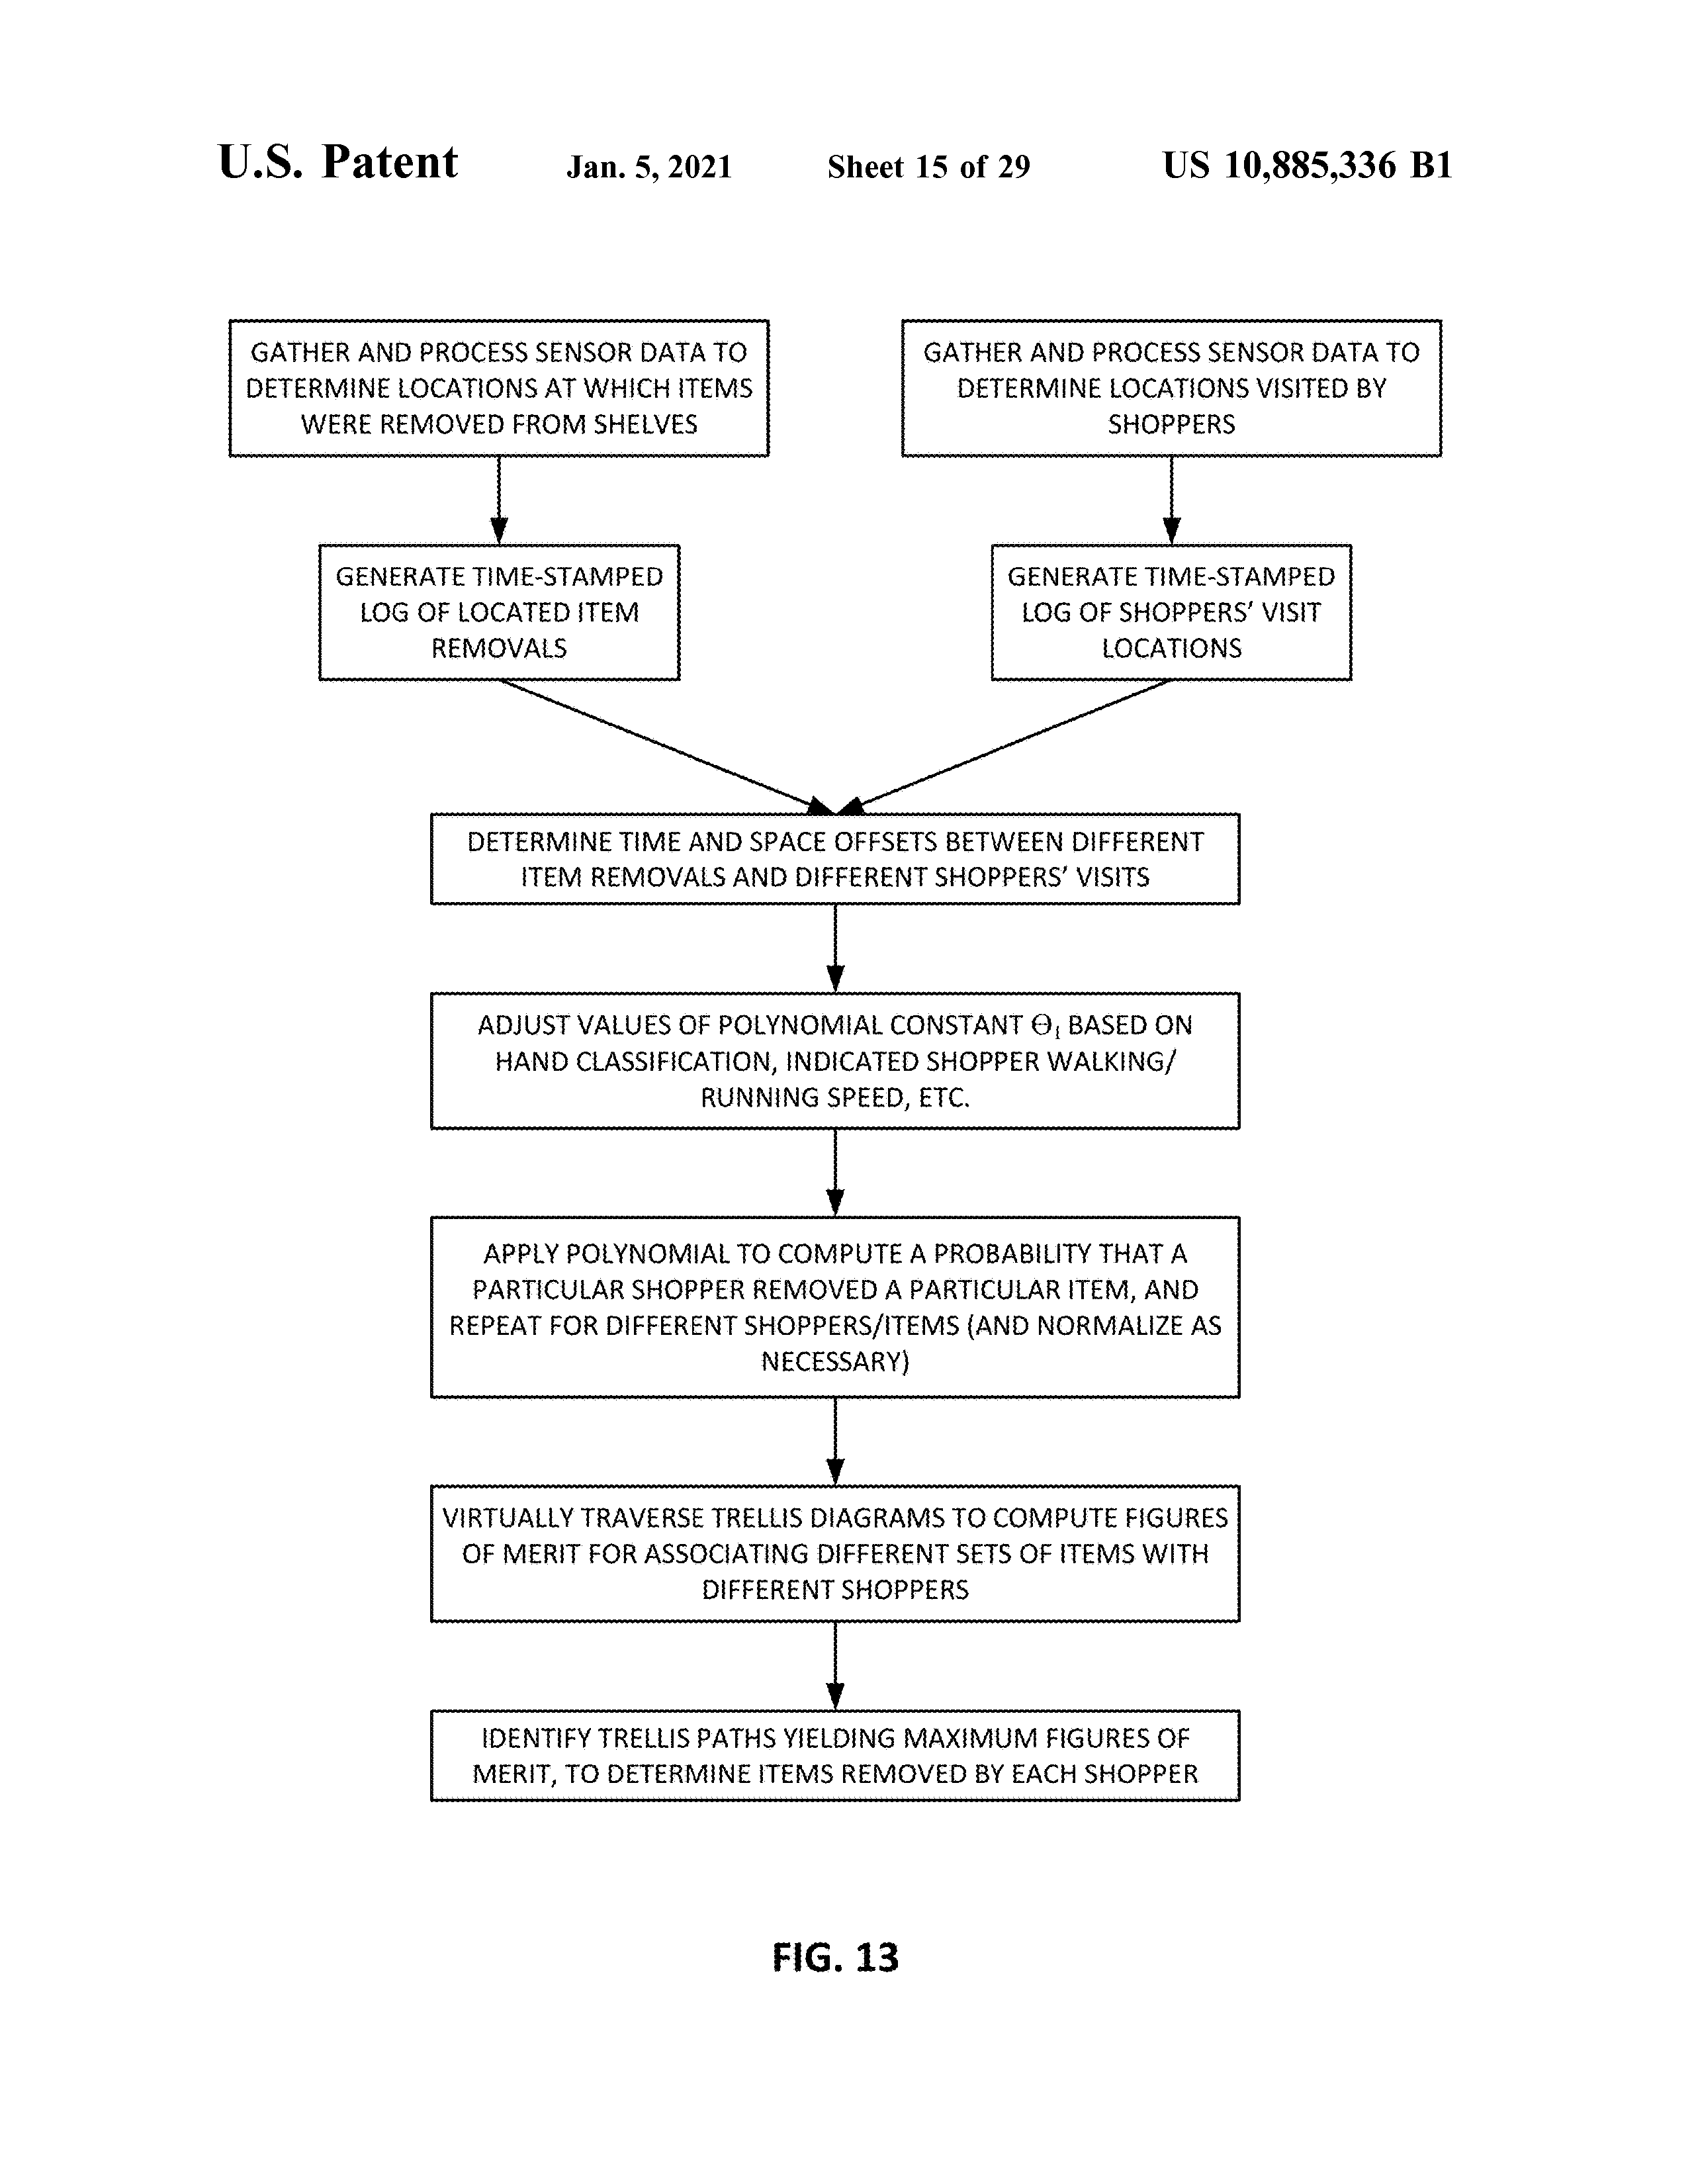 U.S. Patent Jan. 5, 2021 Sheet 15 of 29 US 10,885,336 B1
GATHER AND PROCESS SENSOR DATA TO
DETERMINE LOCATIONS AT WHICH ITEMS
WERE REMOVED FROM SHELVES
GATHER AND PROCESS SENSOR DATA TO
DETERMINE LOCATIONS VISITED BY
SHOPPERS
GENERATE TIME-STAMPED
LOG OF LOCATED ITEM
REMOVALS
GENERATE TIME-STAMPED
LOG OF SHOPPERS’ VISIT
LOCATIONS
DETERMINE TIME AND SPACE OFFSETS BETWEEN DIFFERENT
ITEM REMOVALS AND DIFFERENT SHOPPERS’ VISITS
ADJUST VALUES OF POLYNOMIAL CONSTANT Θᵢ BASED ON
HAND CLASSIFICATION, INDICATED SHOPPER WALKING/
RUNNING SPEED, ETC.
APPLY POLYNOMIAL TO COMPUTE A PROBABILITY THAT A
PARTICULAR SHOPPER REMOVED A PARTICULAR ITEM, AND
REPEAT FOR DIFFERENT SHOPPERS/ITEMS (AND NORMALIZE AS
NECESSARY)
VIRTUALLY TRAVERSE TRELLIS DIAGRAMS TO COMPUTE FIGURES
OF MERIT FOR ASSOCIATING DIFFERENT SETS OF ITEMS WITH
DIFFERENT SHOPPERS
IDENTIFY TRELLIS PATHS YIELDING MAXIMUM FIGURES OF
MERIT, TO DETERMINE ITEMS REMOVED BY EACH SHOPPER
FIG. 13